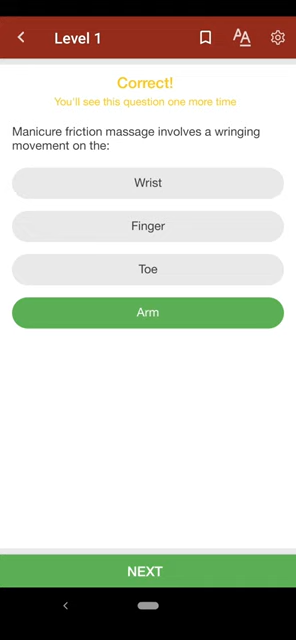 Level 1
AA
Correct!
You'll see this question one more time
Manicure friction massage involves a wringing
movement on the:
Wrist
Finger
Toe
Arm
NEXT